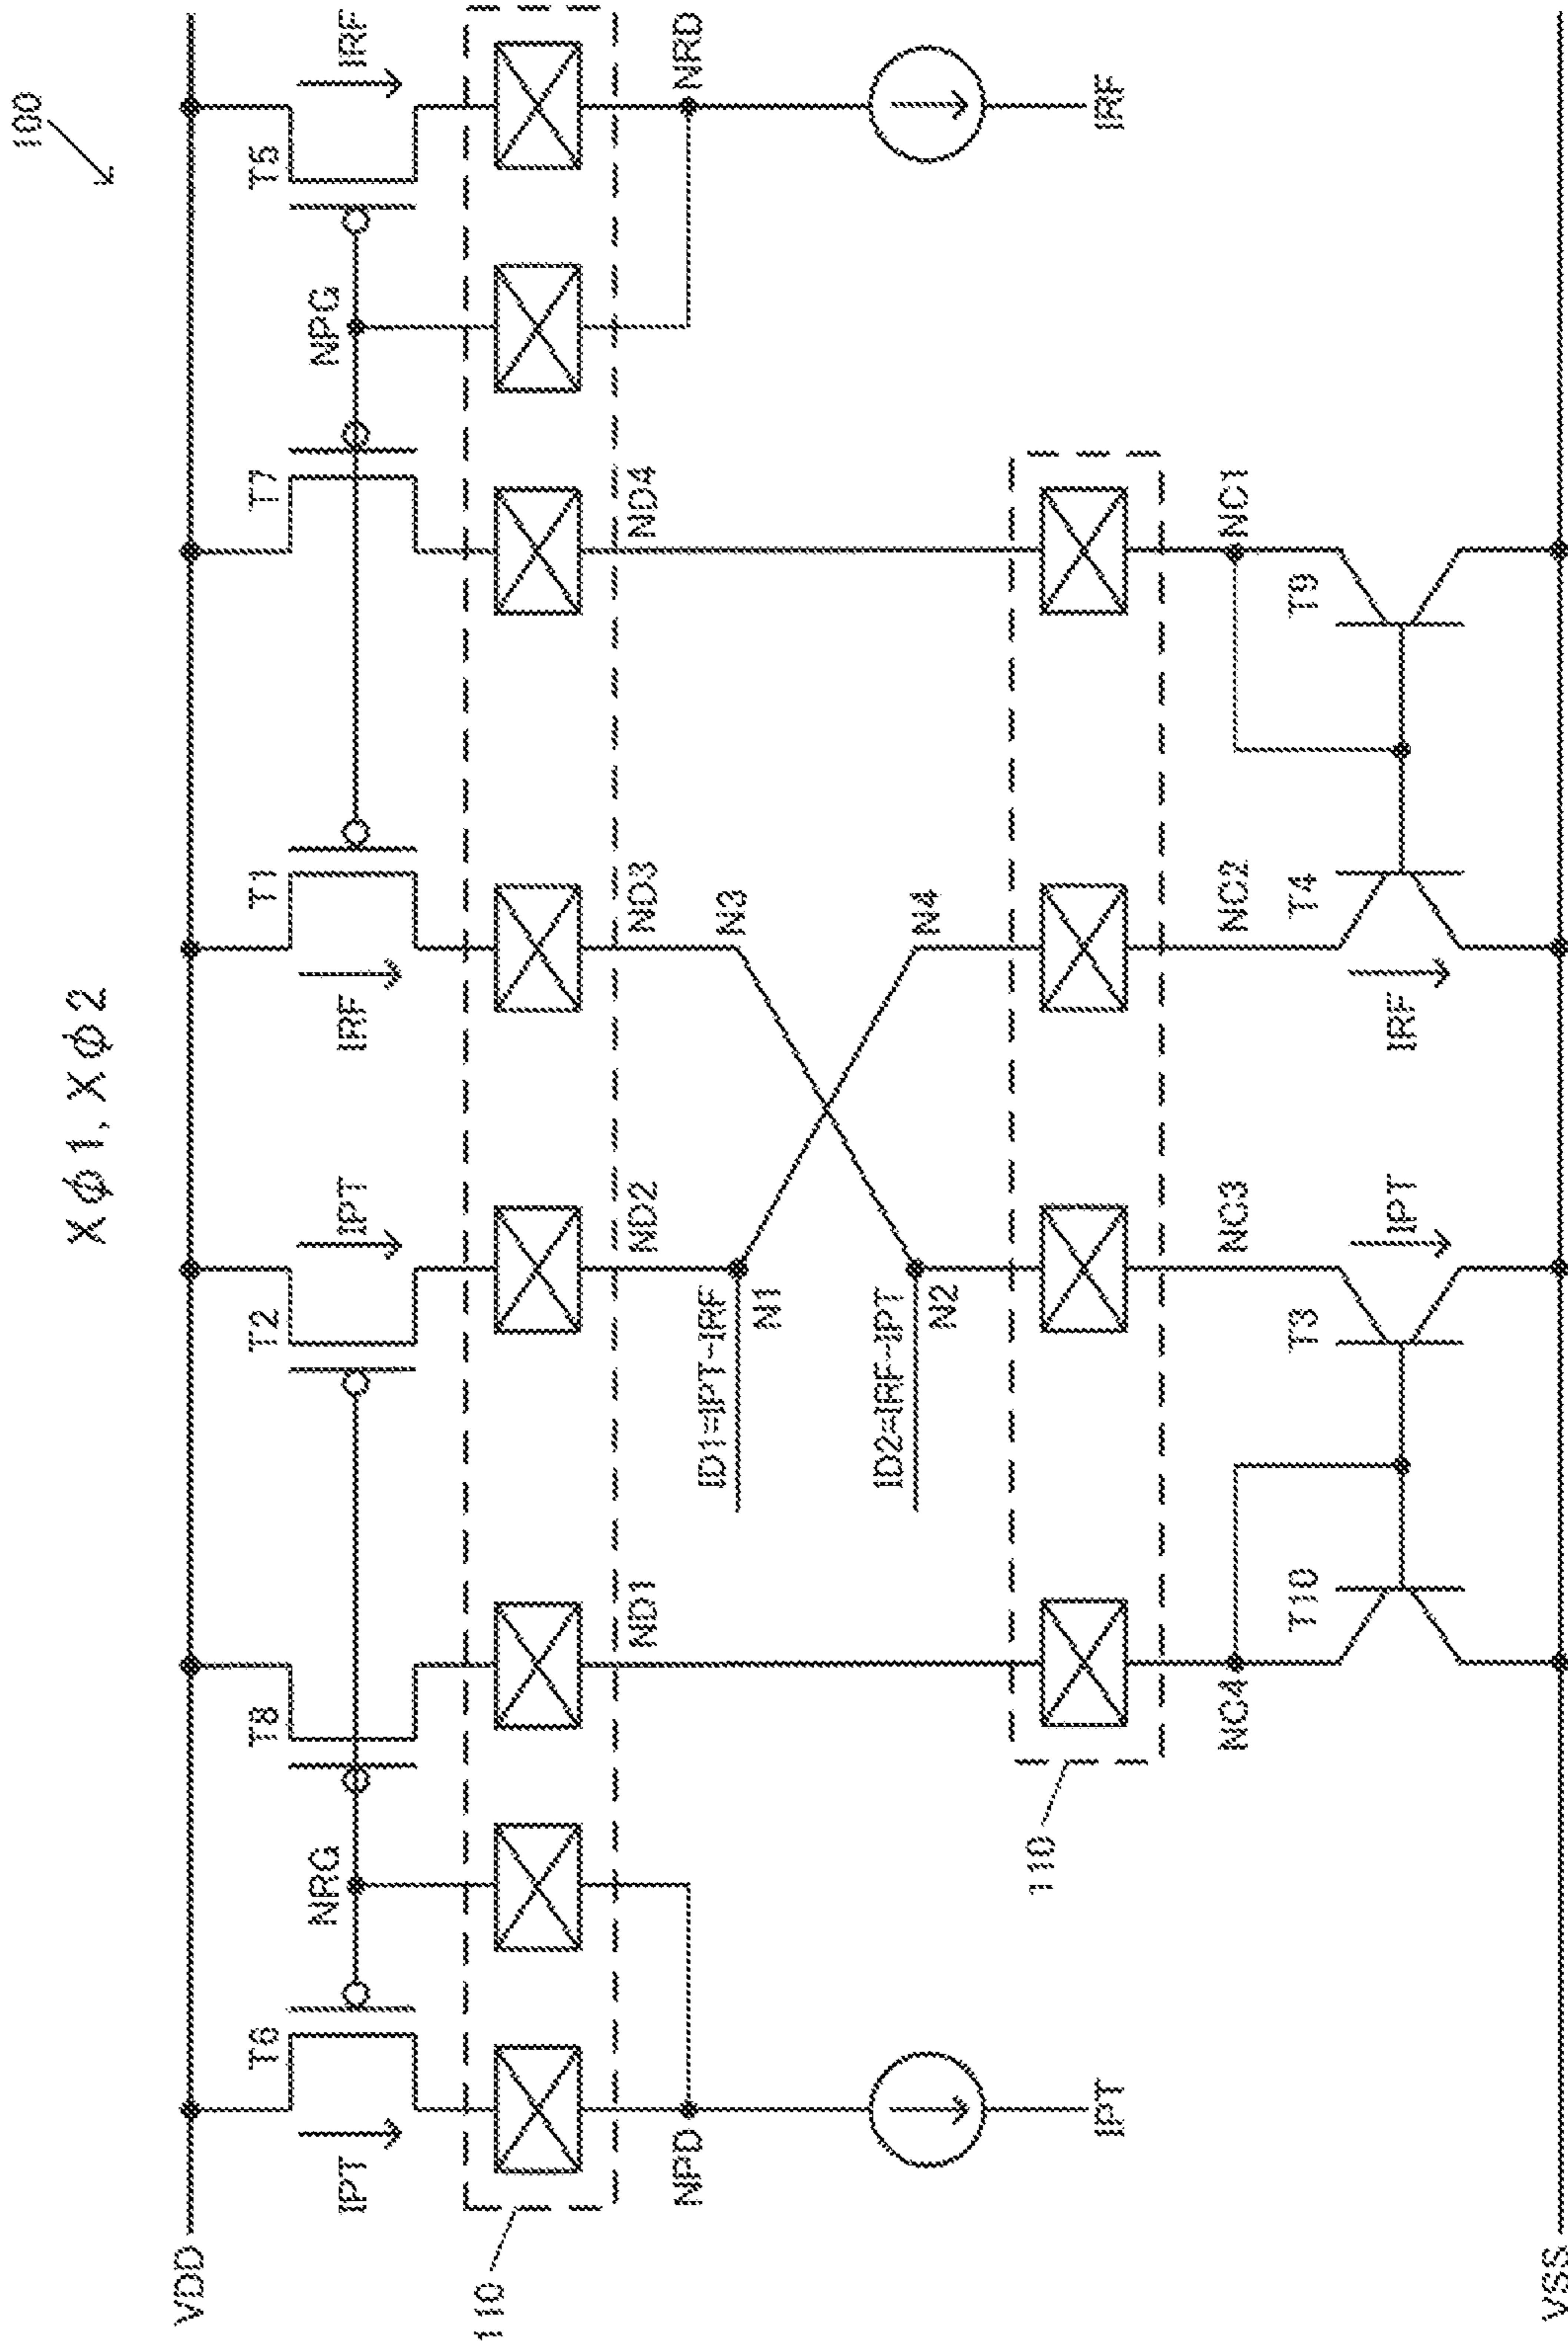 100
Xφ1, Xφ2
VDD
T6
T8
T2
T1
T7
T5
IPT
NRG
IPT
IRF
NPG
IRF
110
ND1
ND2
ND3
ND4
NPD
ID1=IPT-IRF
N1
N3
NRD
ID2=IRF-IPT
N2
N4
IPT
110
IRF
NC4
NC3
NC2
NC1
T10
T3
T4
T9
IPT
IRF
VSS